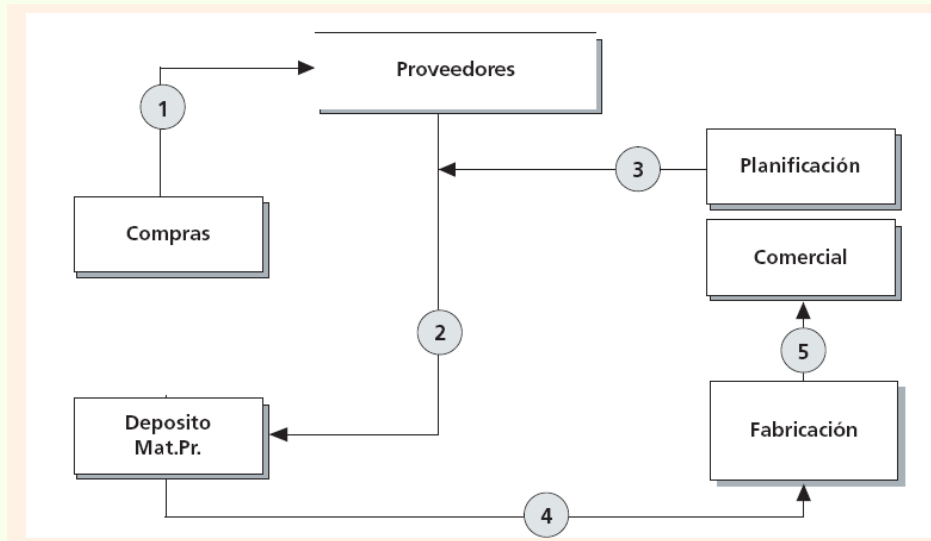 Proveedores
1
3
Planificación
Compras
Comercial
2
5
Deposito
Mat.Pr.
Fabricación
4